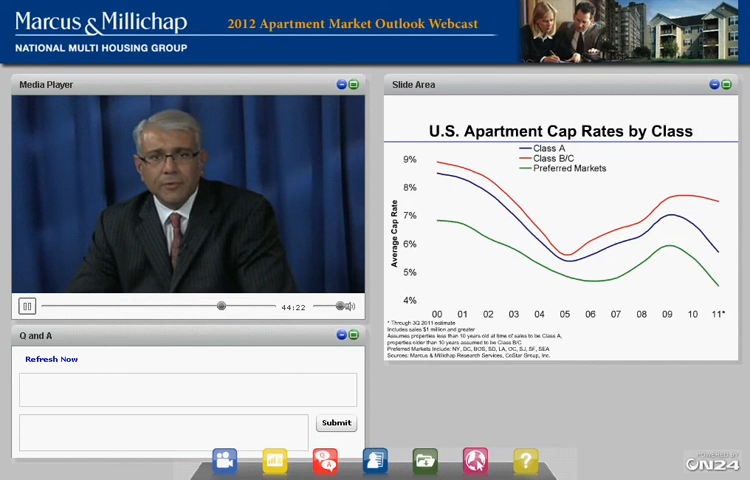 Marcus & Millichap
NATIONAL MULTI HOUSING GROUP
2012 Apartment Market Outlook Webcast
Media Player
44:22
Q and A
Refresh Now
Submit
Slide Area
U.S. Apartment Cap Rates by Class
Class A
Class B/C
Preferred Markets
Average Cap Rate
9%
8%
7%
6%
5%
4%
00 01 02 03 04 05 06 07 08 09 10 11*
* Through 3Q 2011 estimate
Includes sales $1 million and greater
Assumes properties less than 10 years old at time of sales to be Class A,
properties older than 10 years assumed to be Class B/C
Preferred Markets Include: NY, DC, BOS, SD, LA, OC, SJ, SF, SEA
Sources: Marcus & Millichap Research Services, CoStar Group, Inc.
Q
A
?
POWERED BY
ON24